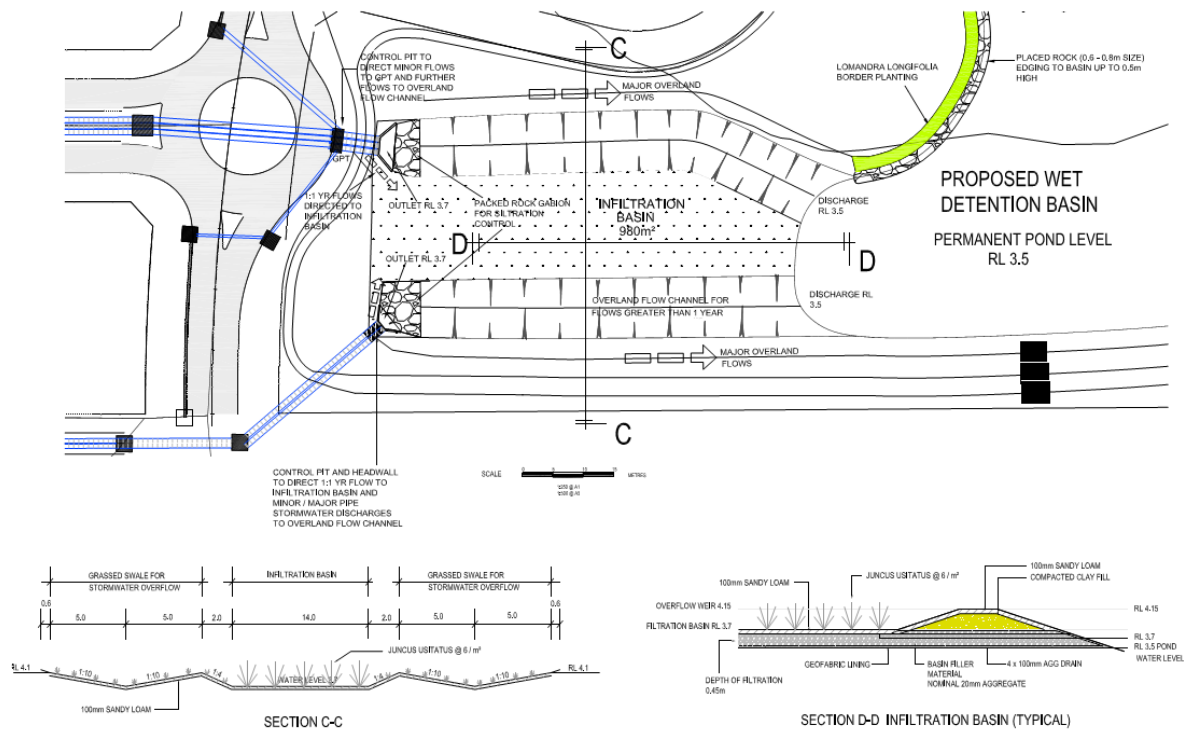 C
CONTROL PIT TO
DIRECT MINOR FLOWS
TO GPT AND FURTHER
FLOWS TO OVERLAND
FLOW CHANNEL
MAJOR OVERLAND
FLOWS
LOMANDRA LONGIFOLIA
BORDER PLANTING
PLACED ROCK (0.6 - 0.8m SIZE)
EDGING TO BASIN UP TO 0.5m
HIGH
GPT
1:1 YR FLOWS
DIRECTED TO
INFILTRATION
BASIN
OUTLET RL 3.7
PACKED ROCK GABION
FOR SILTRATION
CONTROL
INFILTRATION
BASIN
980m²
DISCHARGE
RL 3.5
PROPOSED WET
DETENTION BASIN
PERMANENT POND LEVEL
RL 3.5
D
D
OUTLET RL 3.7
OVERLAND FLOW CHANNEL FOR
FLOWS GREATER THAN 1 YEAR
DISCHARGE RL
3.5
MAJOR OVERLAND
FLOWS
C
CONTROL PIT AND HEADWALL
TO DIRECT 1:1 YR FLOW TO
INFILTRATION BASIN AND
MINOR / MAJOR PIPE
STORMWATER DISCHARGES
TO OVERLAND FLOW CHANNEL
SCALE
METRES
GRASSED SWALE FOR
STORMWATER OVERFLOW
INFILTRATION BASIN
GRASSED SWALE FOR
STORMWATER OVERFLOW
0.6
5.0
5.0
2.0
14.0
2.0
5.0
5.0
0.6
JUNCUS USITATUS @ 6 / m²
RL 4.1
1:10
1:10
1:4
WATER LEVEL
1:10
1:10
RL 4.1
100mm SANDY LOAM
SECTION C-C
100mm SANDY LOAM
JUNCUS USITATUS @ 6 / m²
100mm SANDY LOAM
COMPACTED CLAY FILL
OVERFLOW WEIR 4.15
RL 4.15
FILTRATION BASIN RL 3.7
RL 3.7
RL 3.5 POND
WATER LEVEL
DEPTH OF FILTRATION
0.45m
GEOFABRIC LINING
BASIN FILLER
MATERIAL
NOMINAL 20mm AGGREGATE
4 x 100mm AGG DRAIN
SECTION D-D INFILTRATION BASIN (TYPICAL)